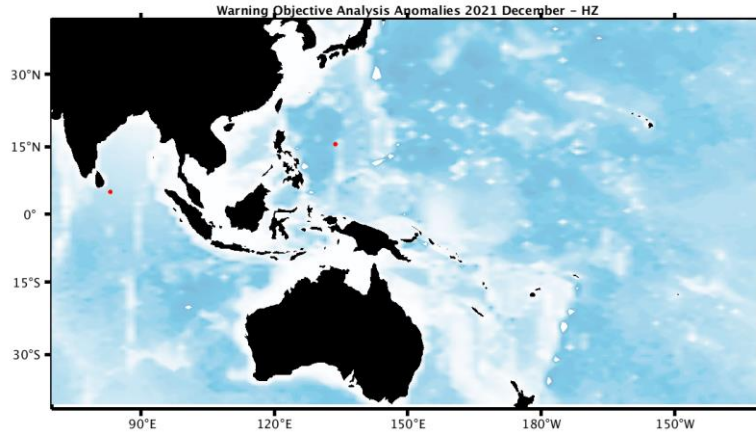 Warning Objective Analysis Anomalies 2021 December - HZ
30°N
15°N
0°
15°S
30°S
90°E 120°E 150°E 180°W 150°W